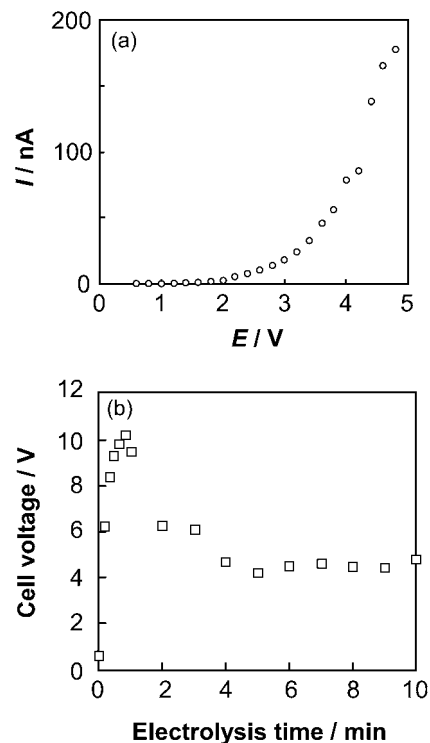 (a)
200
100
0
I / nA
0 1 2 3 4 5
E / V
(b)
12
10
8
6
4
2
0
Cell voltage / V
0 2 4 6 8 10
Electrolysis time / min